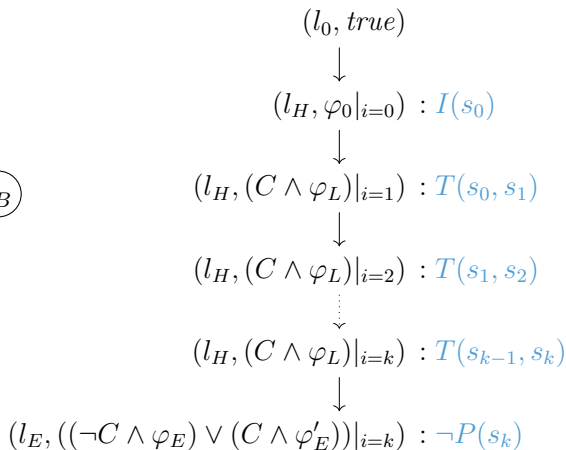 (l_0, true)
(l_H, φ_0|_{i=0}) : I(s_0)
(l_H, (C ∧ φ_L)|_{i=1}) : T(s_0, s_1)
B
(l_H, (C ∧ φ_L)|_{i=2}) : T(s_1, s_2)
(l_H, (C ∧ φ_L)|_{i=k}) : T(s_{k−1}, s_k)
(l_E, ((¬C ∧ φ_E) ∨ (C ∧ φ′_E))|_{i=k}) : ¬P(s_k)